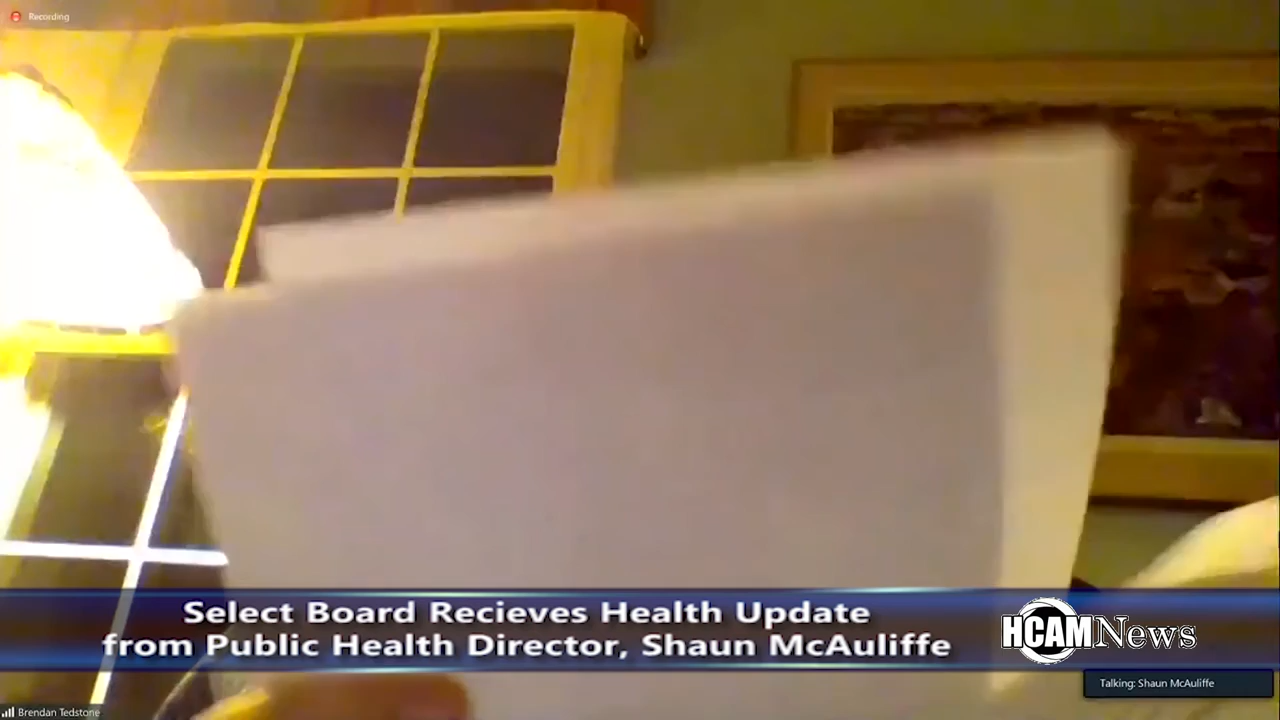 Recording
Select Board Recieves Health Update
from Public Health Director, Shaun McAuliffe
HCAM News
Talking: Shaun McAuliffe
Brendan Tedstone